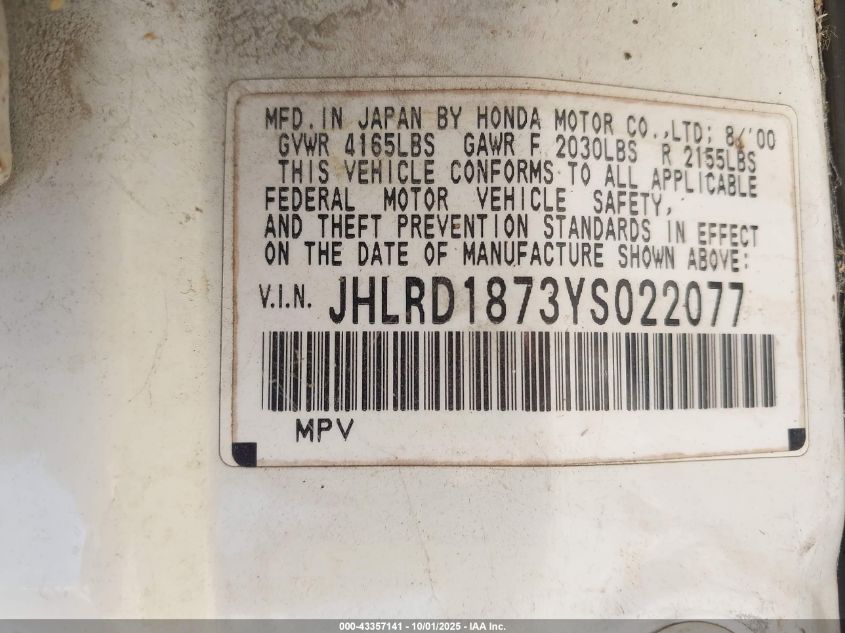 MFD.IN JAPAN BY HONDA MOTOR CO.,LTD; 8/'00
GVWR 4165LBS GAWR F 2030LBS R 2155LBS
THIS VEHICLE CONFORMS TO ALL APPLICABLE
FEDERAL MOTOR VEHICLE SAFETY,
AND THEFT PREVENTION STANDARDS IN EFFECT
ON THE DATE OF MANUFACTURE SHOWN ABOVE:
V.I.N. JHLRD1873YS022077
MPV
000-43357141 - 10/01/2025 - IAA Inc.